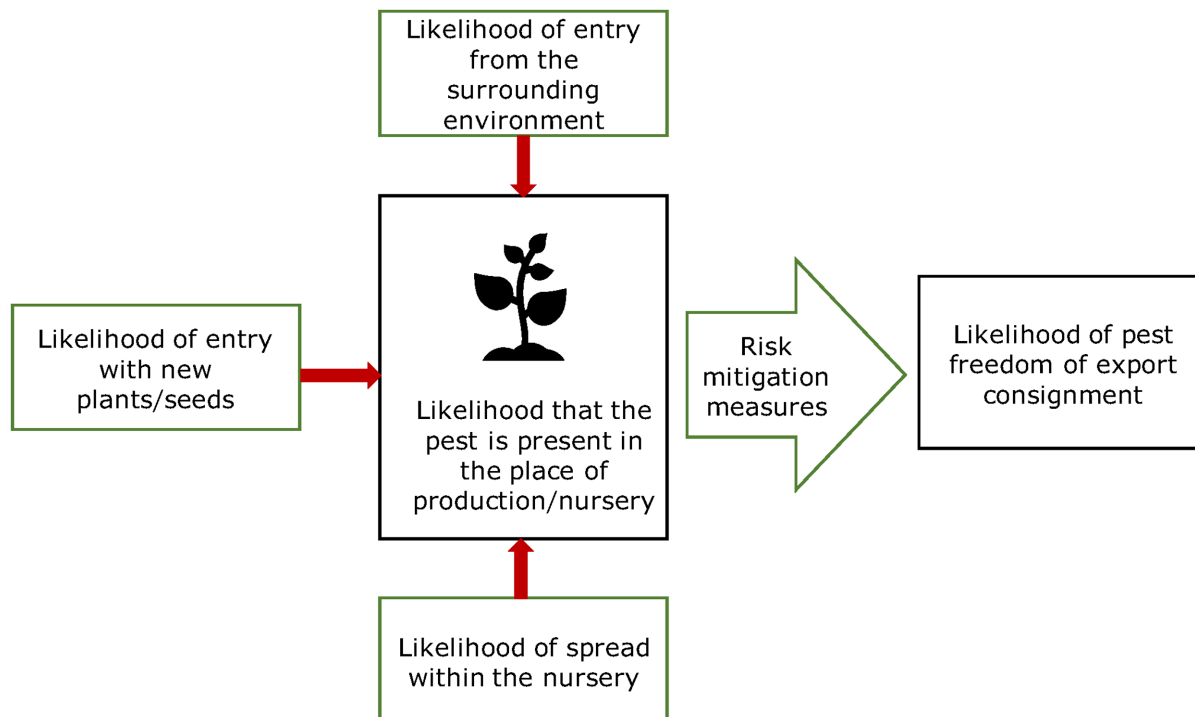 Likelihood of entry
from the
surrounding
environment
Likelihood of entry
with new
plants/seeds
Likelihood that the
pest is present in
the place of
production/nursery
Risk
mitigation
measures
Likelihood of pest
freedom of export
consignment
Likelihood of spread
within the nursery